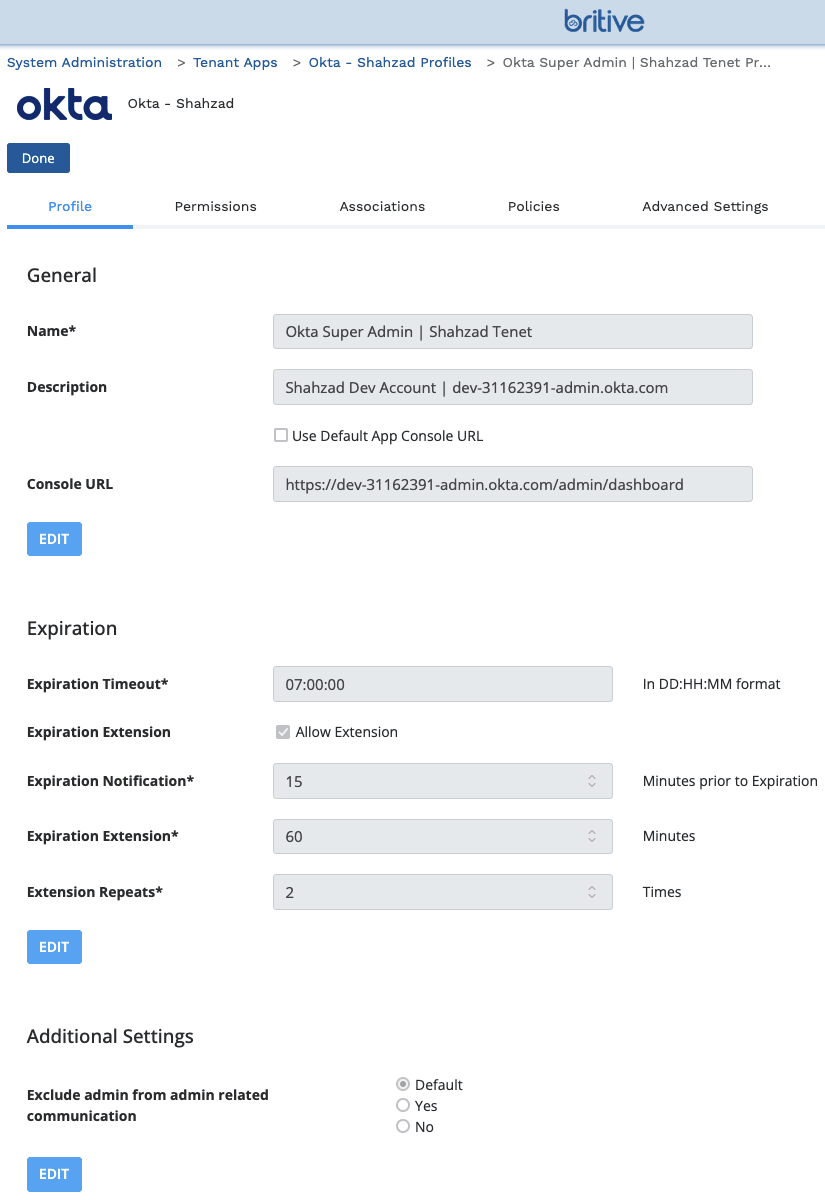 britive
System Administration > Tenant Apps > Okta - Shahzad Profiles > Okta Super Admin | Shahzad Tenet Pr...
okta Okta - Shahzad
Done
Profile Permissions Associations Policies Advanced Settings
General
Name* Okta Super Admin | Shahzad Tenet
Description Shahzad Dev Account | dev-31162391-admin.okta.com
Use Default App Console URL
Console URL https://dev-31162391-admin.okta.com/admin/dashboard
EDIT
Expiration
Expiration Timeout* 07:00:00 In DD:HH:MM format
Expiration Extension Allow Extension
Expiration Notification* 15 Minutes prior to Expiration
Expiration Extension* 60 Minutes
Extension Repeats* 2 Times
EDIT
Additional Settings
Exclude admin from admin related
communication
Default
Yes
No
EDIT